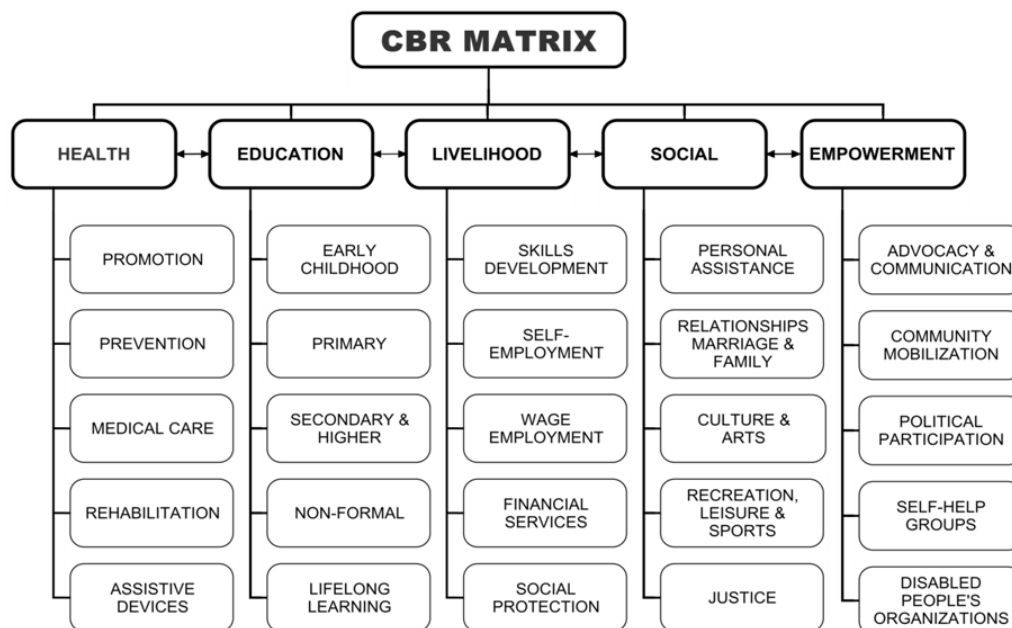 CBR MATRIX
HEALTH
EDUCATION
LIVELIHOOD
SOCIAL
EMPOWERMENT
PROMOTION
PREVENTION
MEDICAL CARE
REHABILITATION
ASSISTIVE
DEVICES
EARLY
CHILDHOOD
PRIMARY
SECONDARY &
HIGHER
NON-FORMAL
LIFELONG
LEARNING
SKILLS
DEVELOPMENT
SELF-
EMPLOYMENT
WAGE
EMPLOYMENT
FINANCIAL
SERVICES
SOCIAL
PROTECTION
PERSONAL
ASSISTANCE
RELATIONSHIPS
MARRIAGE &
FAMILY
CULTURE &
ARTS
RECREATION,
LEISURE &
SPORTS
JUSTICE
ADVOCACY &
COMMUNICATION
COMMUNITY
MOBILIZATION
POLITICAL
PARTICIPATION
SELF-HELP
GROUPS
DISABLED
PEOPLE'S
ORGANIZATIONS